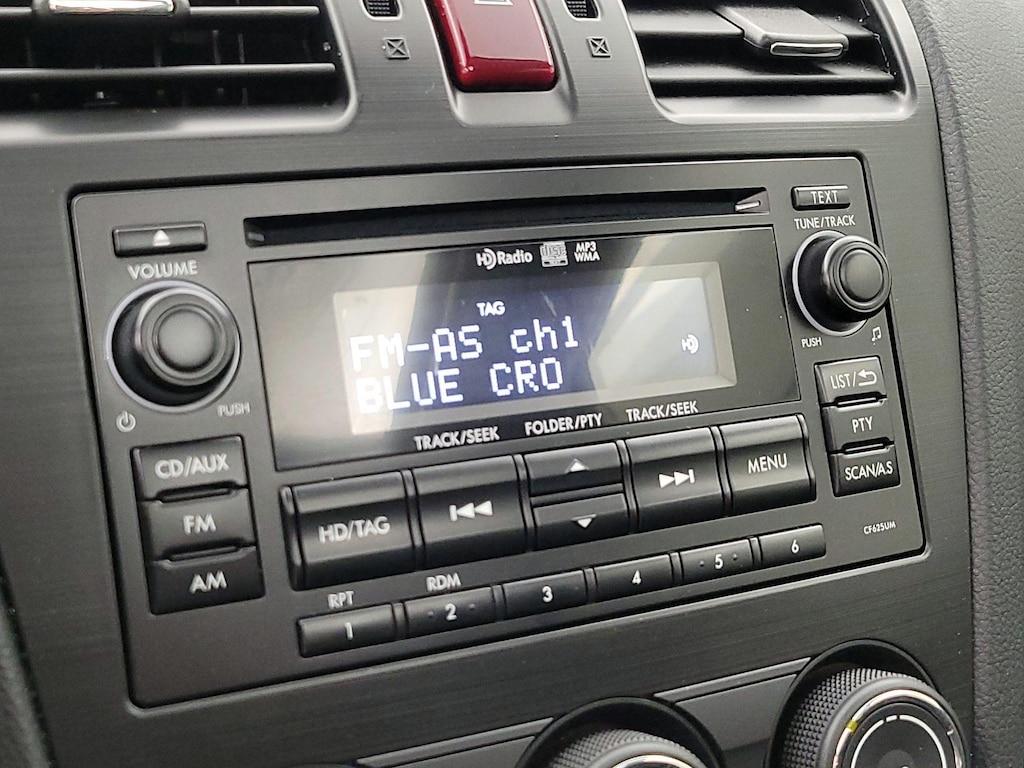 TEXT
TUNE/TRACK
VOLUME
HD Radio
disc
MP3
WMA
TAG
FM-AS ch1
BLUE CRO
HD
PUSH
PUSH
LIST/
PTY
SCAN/A.S
TRACK/SEEK
FOLDER/PTY
TRACK/SEEK
CD/AUX
FM
AM
HD/TAG
MENU
CF625UM
RPT
RDM
1
2
3
4
5
6